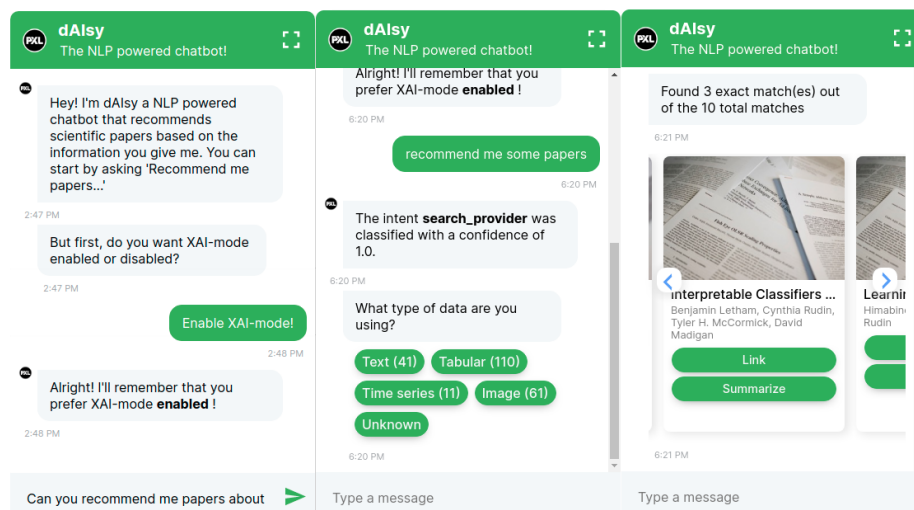 PXL
dAIsy
The NLP powered chatbot!
Hey! I'm dAIsy a NLP powered
chatbot that recommends
scientific papers based on the
information you give me. You can
start by asking 'Recommend me
papers...'
2:47 PM
But first, do you want XAI-mode
enabled or disabled?
2:47 PM
Enable XAI-mode!
2:48 PM
Alright! I'll remember that you
prefer XAI-mode enabled !
2:48 PM
Can you recommend me papers about
PXL
dAIsy
The NLP powered chatbot!
Alright! I'll remember that you
prefer XAI-mode enabled !
6:20 PM
recommend me some papers
6:20 PM
The intent search_provider was
classified with a confidence of
1.0.
6:20 PM
What type of data are you
using?
Text (41) Tabular (110)
Time series (11) Image (61)
Unknown
6:20 PM
Type a message
PXL
dAIsy
The NLP powered chatbot!
Found 3 exact match(es) out
of the 10 total matches
6:21 PM
Interpretable Classifiers ...
Benjamin Letham, Cynthia Rudin,
Tyler H. McCormick, David
Madigan
Link
Summarize
Learnin
Himabin
Rudin
6:21 PM
Type a message